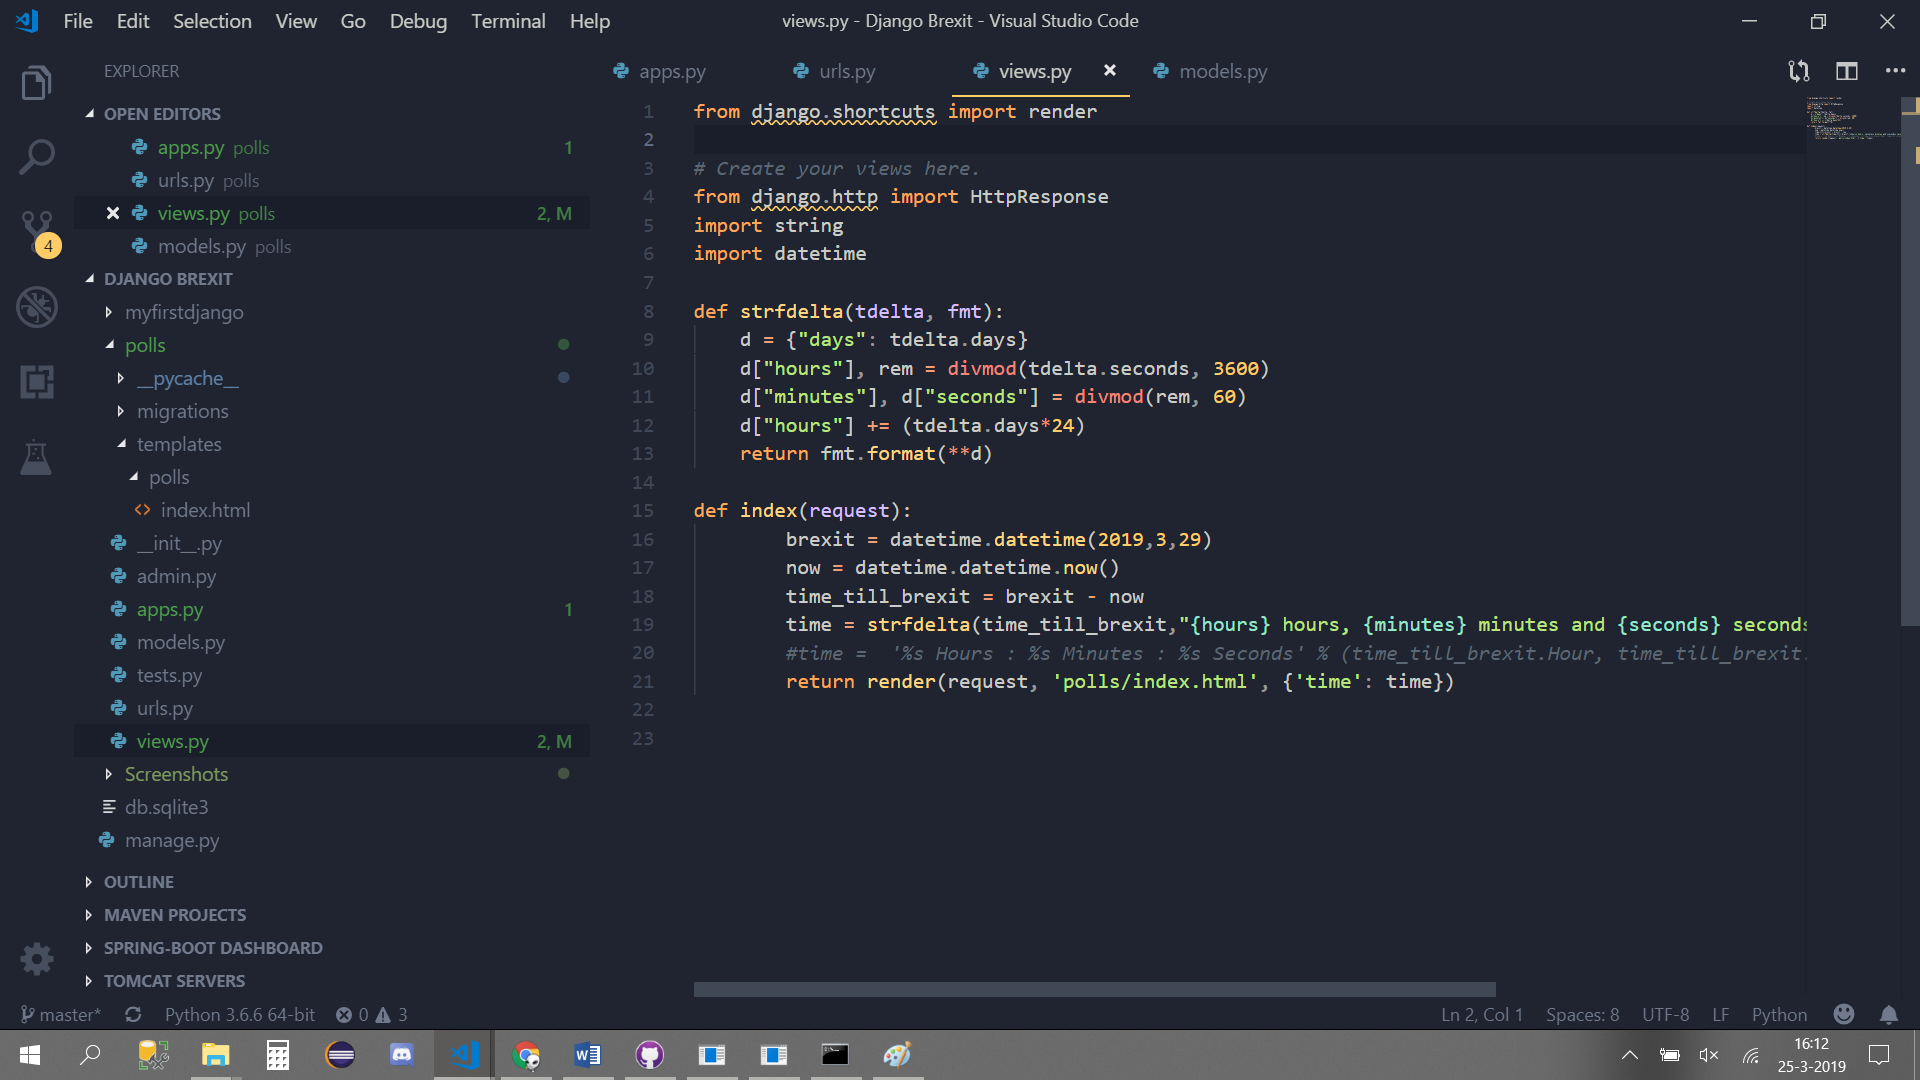 File Edit Selection View Go Debug Terminal Help
views.py - Django Brexit - Visual Studio Code
EXPLORER
OPEN EDITORS
apps.py polls 1
urls.py polls
views.py polls 2, M
models.py polls
DJANGO BREXIT
myfirstdjango
polls
__pycache__
migrations
templates
polls
index.html
__init__.py
admin.py
apps.py 1
models.py
tests.py
urls.py
views.py 2, M
Screenshots
db.sqlite3
manage.py
OUTLINE
MAVEN PROJECTS
SPRING-BOOT DASHBOARD
TOMCAT SERVERS
4
apps.py urls.py views.py models.py
1 from django.shortcuts import render
2
3 # Create your views here.
4 from django.http import HttpResponse
5 import string
6 import datetime
7
8 def strfdelta(tdelta, fmt):
9 d = {"days": tdelta.days}
10 d["hours"], rem = divmod(tdelta.seconds, 3600)
11 d["minutes"], d["seconds"] = divmod(rem, 60)
12 d["hours"] += (tdelta.days*24)
13 return fmt.format(**d)
14
15 def index(request):
16 brexit = datetime.datetime(2019,3,29)
17 now = datetime.datetime.now()
18 time_till_brexit = brexit - now
19 time = strfdelta(time_till_brexit,"{hours} hours, {minutes} minutes and {seconds} seconds
20 #time =  '%s Hours : %s Minutes : %s Seconds' % (time_till_brexit.Hour, time_till_brexit.
21 return render(request, 'polls/index.html', {'time': time})
22
23
master* Python 3.6.6 64-bit 0 3
Ln 2, Col 1 Spaces: 8 UTF-8 LF Python
16:12
25-3-2019